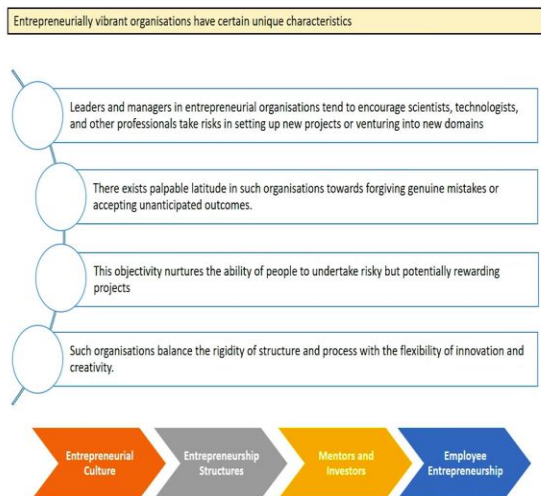 Entrepreneurially vibrant organisations have certain unique characteristics
Leaders and managers in entrepreneurial organisations tend to encourage scientists, technologists,
and other professionals take risks in setting up new projects or venturing into new domains
There exists palpable latitude in such organisations towards forgiving genuine mistakes or
accepting unanticipated outcomes.
This objectivity nurtures the ability of people to undertake risky but potentially rewarding
projects
Such organisations balance the rigidity of structure and process with the flexibility of innovation and
creativity.
Entrepreneurial
Culture
Entrepreneurship
Structures
Mentors and
Investors
Employee
Entrepreneurship